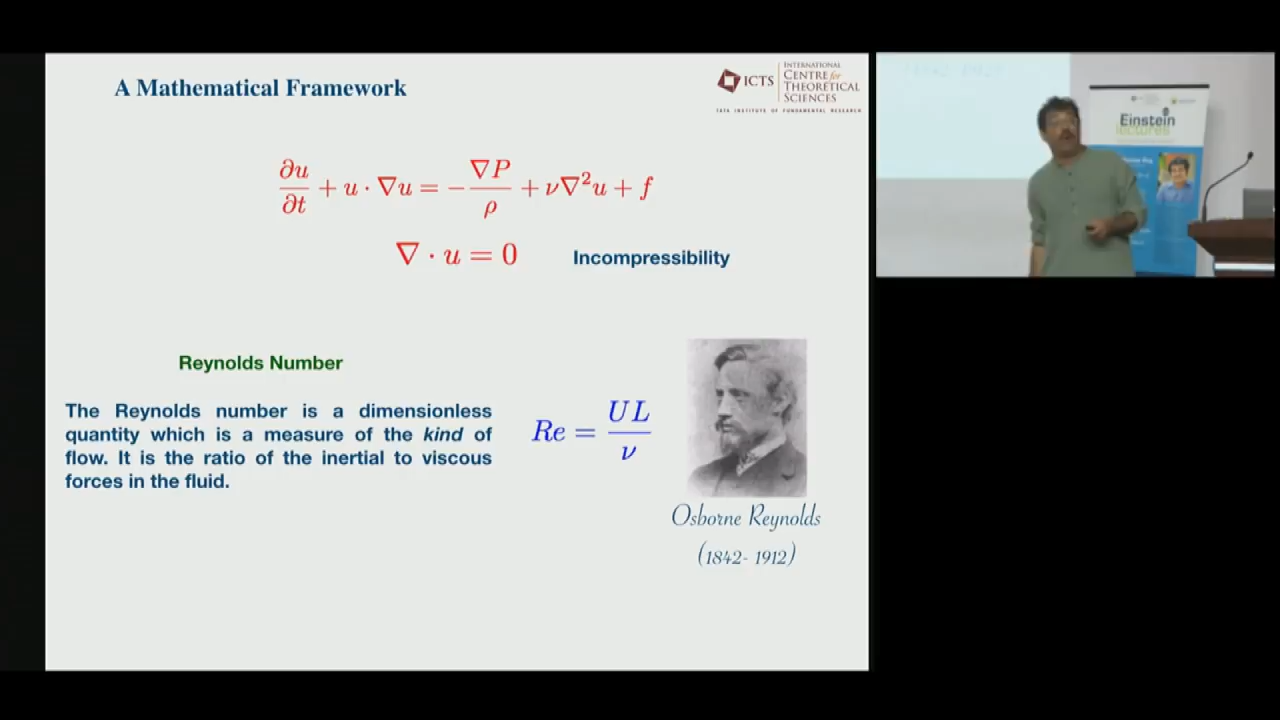 A Mathematical Framework
ICTS
INTERNATIONAL
CENTRE for
THEORETICAL
SCIENCES
TATA INSTITUTE OF FUNDAMENTAL RESEARCH
∂u/∂t + u · ∇u = −∇P/ρ + ν∇²u + f
∇ · u = 0 Incompressibility
Reynolds Number
The Reynolds number is a dimensionless
quantity which is a measure of the kind of
flow. It is the ratio of the inertial to viscous
forces in the fluid.
Re = UL/ν
Osborne Reynolds
(1842- 1912)
Einstein
lectures